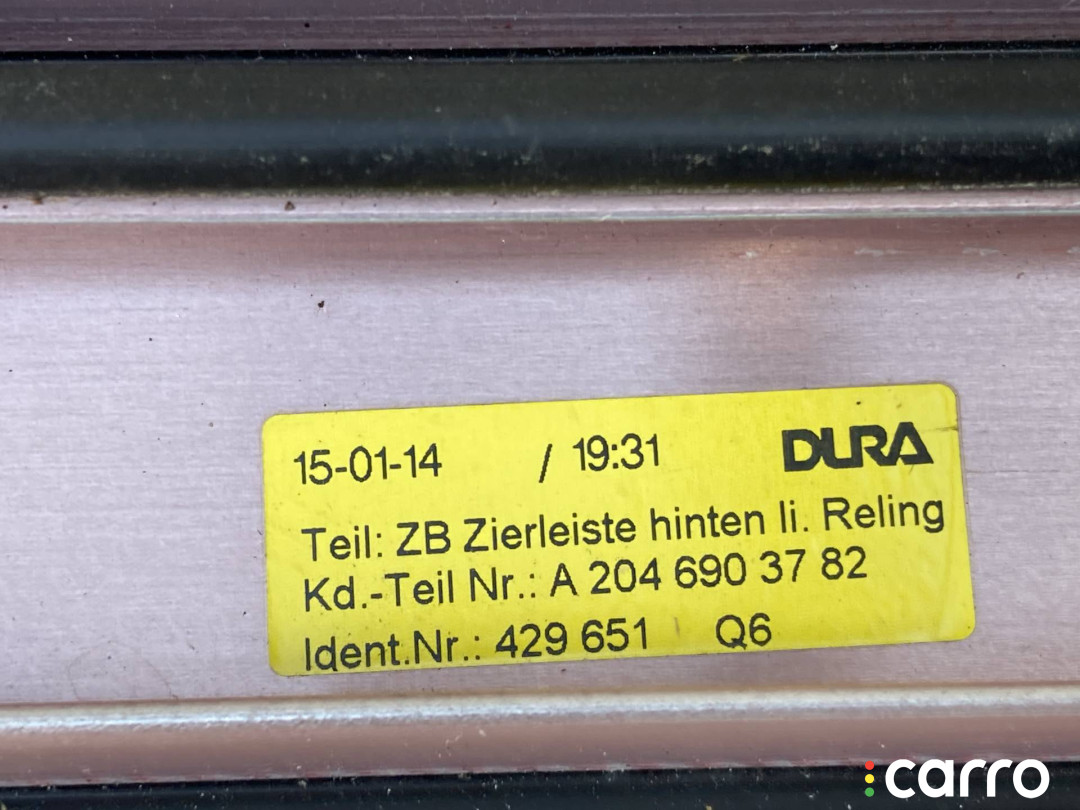 15-01-14 / 19:31 DURA
Teil: ZB Zierleiste hinten li. Reling
Kd.-Teil Nr.: A 204 690 37 82
Ident.Nr.: 429 651 Q6
carro